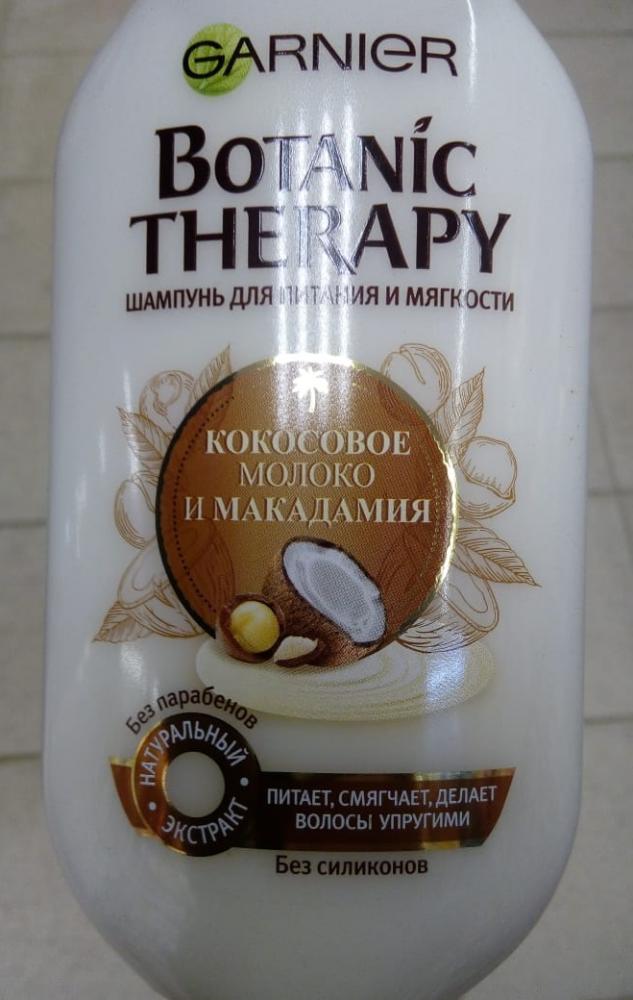 GARNIER
BOTANIC
THERAPY
ШАМПУНЬ ДЛЯ ПИТАНИЯ И МЯГКОСТИ
КОКОСОВОЕ
МОЛОКО
И МАКАДАМИЯ
Без парабенов
НАТУРАЛЬНЫЙ
ЭКСТРАКТ
ПИТАЕТ, СМЯГЧАЕТ, ДЕЛАЕТ
ВОЛОСЫ УПРУГИМИ
Без силиконов